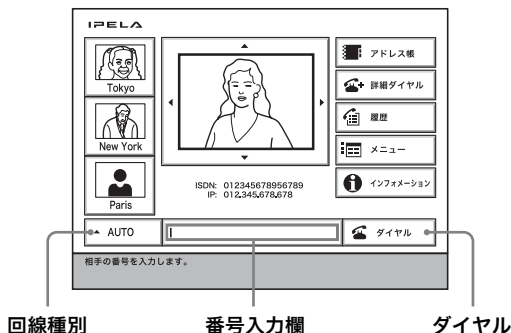 IPELA
Tokyo
New York
Paris
アドレス帳
詳細ダイヤル
履歴
メニュー
インフォメーション
ISDN: 012345678956789
IP: 012.345.678.678
AUTO
ダイヤル
相手の番号を入力します。
回線種別
番号入力欄
ダイヤル